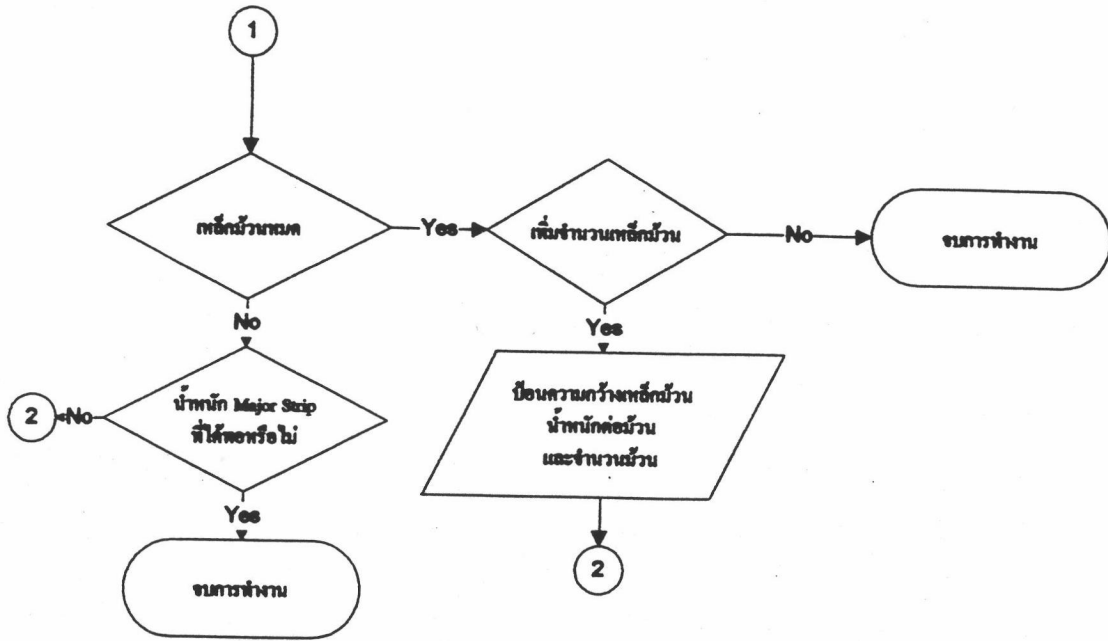 1
เหล็กม้วนหมด
Yes
เพิ่มจำนวนเหล็กม้วน
No
จบการทำงาน
No
Yes
2
No
น้ำหนัก Major Strip
ที่ได้พอหรือไม่
ป้อนความกว้างเหล็กม้วน
น้ำหนักต่อม้วน
และจำนวนม้วน
Yes
จบการทำงาน
2